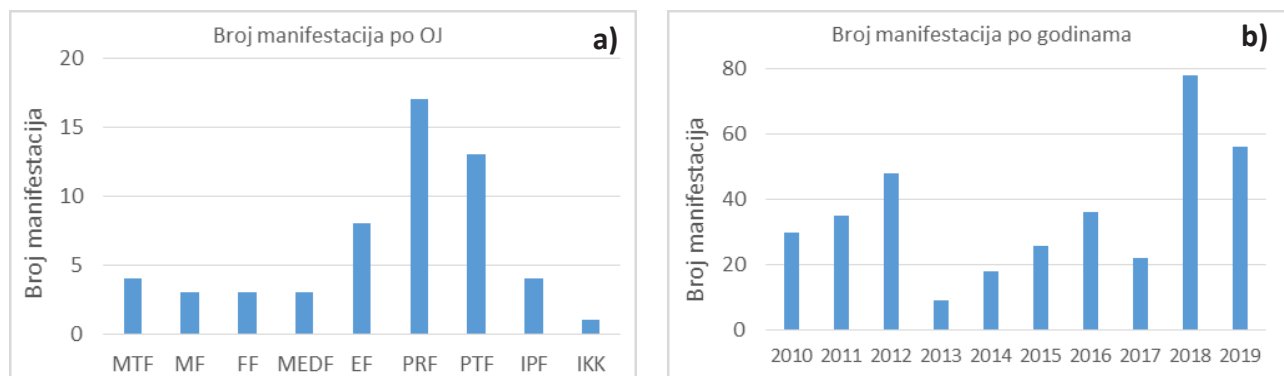 Broj manifestacija po OJ
a)
20
15
10
5
0
Broj manifestacija
MTF MF FF MEDF EF PRF PTF IPF IKK
Broj manifestacija po godinama
b)
80
60
40
20
0
Broj manifestacija
2010 2011 2012 2013 2014 2015 2016 2017 2018 2019